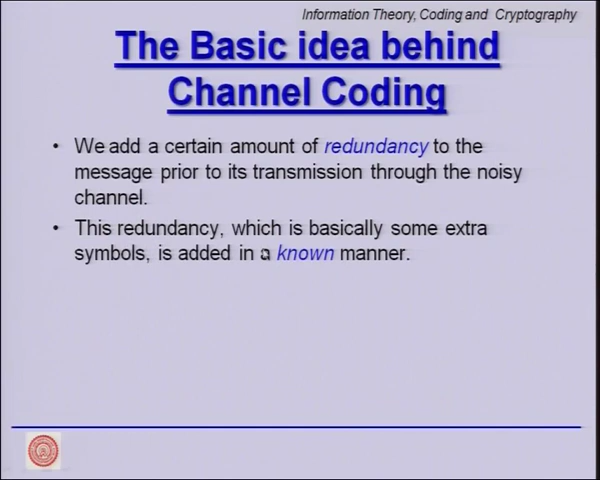 Information Theory, Coding and Cryptography
The Basic idea behind
Channel Coding
• We add a certain amount of redundancy to the
message prior to its transmission through the noisy
channel.
• This redundancy, which is basically some extra
symbols, is added in a known manner.